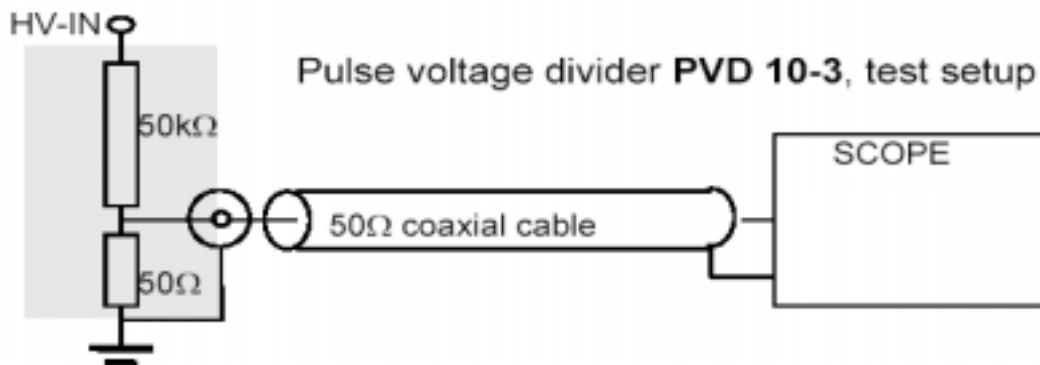 HV-IN
Pulse voltage divider PVD 10-3, test setup
50kΩ
SCOPE
50Ω coaxial cable
50Ω